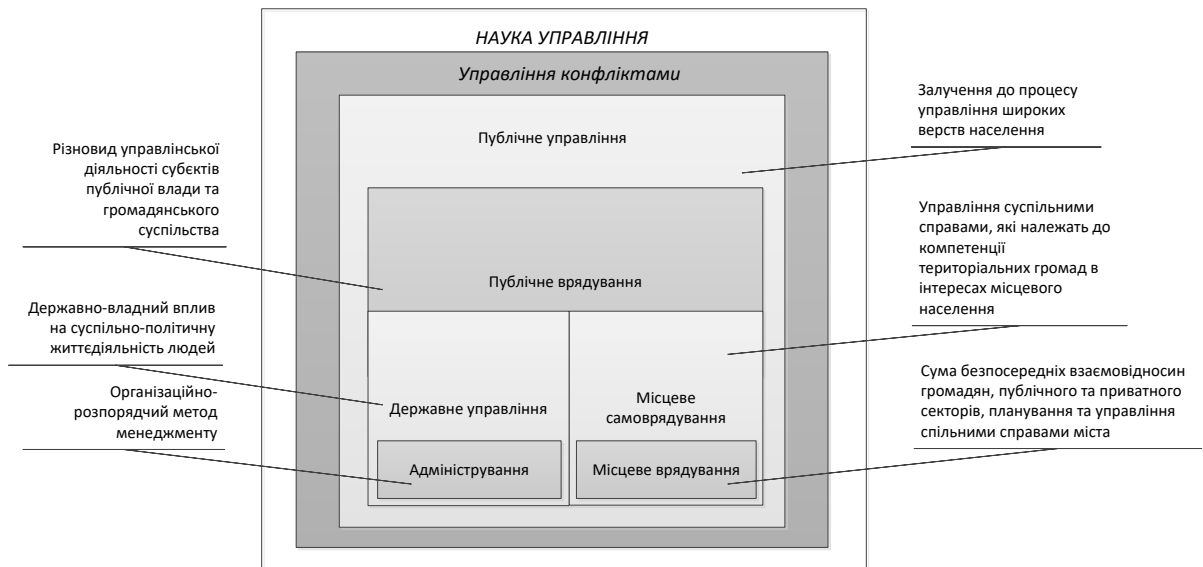 НАУКА УПРАВЛІННЯ
Управління конфліктами
Публічне управління
Публічне врядування
Державне управління
Місцеве
самоврядування
Адміністрування
Місцеве врядування
Різновид управлінської
діяльності субєктів
публічної влади та
громадянського
суспільства
Державно-владний вплив
на суспільно-політичну
життєдіяльність людей
Організаційно-
розпорядчий метод
менеджменту
Залучення до процесу
управління широких
верств населення
Управління суспільними
справами, які належать до
компетенції
територіальних громад в
інтересах місцевого
населення
Сума безпосередніх взаємовідносин
громадян, публічного та приватного
секторів, планування та управління
спільними справами міста